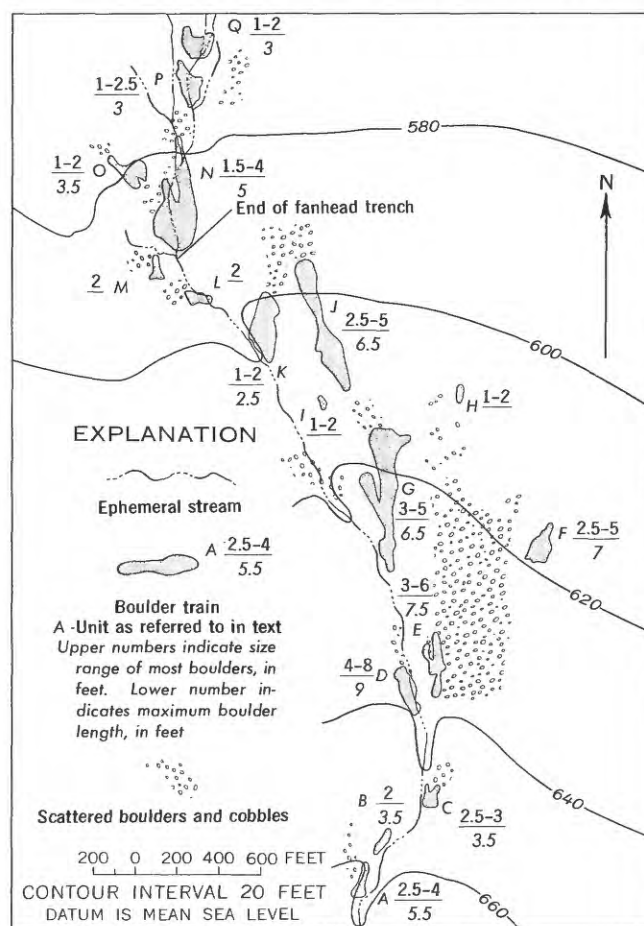 Q 1-2
3
P
1-2.5
3
580
1-2
3.5
O
N 1.5-4
5
N
End of fanhead trench
2 M
L 2
J
2.5-5
6.5
600
1-2
2.5
K
H 1-2
I 1-2
EXPLANATION
Ephemeral stream
G
3-5
6.5
F 2.5-5
7
A 2.5-4
5.5
3-6
7.5
E
620
Boulder train
A -Unit as referred to in text
Upper numbers indicate size
range of most boulders, in
feet. Lower number in-
dicates maximum boulder
length, in feet
4-8
9
D
Scattered boulders and cobbles
B 2
3.5
C 2.5-3
3.5
640
200 0 200 400 600 FEET
CONTOUR INTERVAL 20 FEET
DATUM IS MEAN SEA LEVEL
A 2.5-4
5.5
660